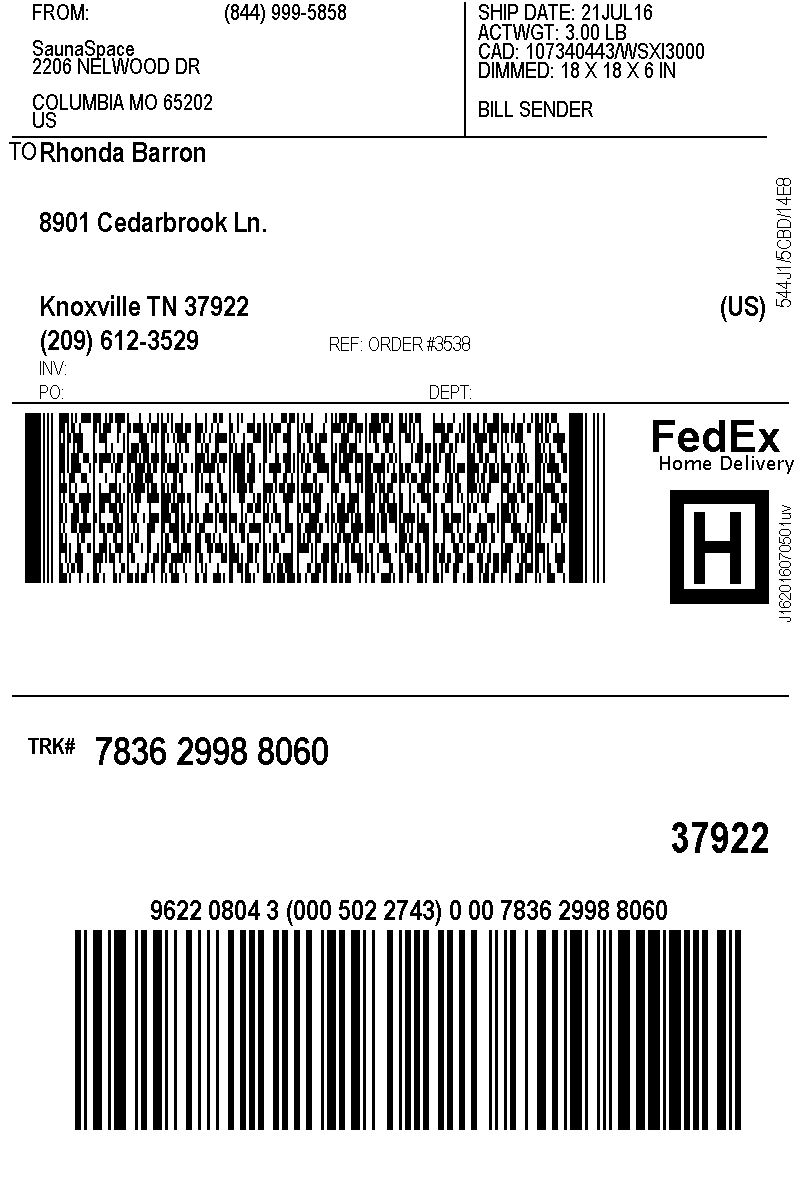 FROM: (844) 999-5858
SaunaSpace
2206 NELWOOD DR
COLUMBIA MO 65202
US
SHIP DATE: 21JUL16
ACTWGT: 3.00 LB
CAD: 107340443/WSXI3000
DIMMED: 18 X 18 X 6 IN
BILL SENDER
TO Rhonda Barron
8901 Cedarbrook Ln.
Knoxville TN 37922 (US)
(209) 612-3529 REF: ORDER #3538
INV:
PO: DEPT:
544J1/5CBD/14E8
FedEx
Home Delivery
H
J162016070501uv
TRK# 7836 2998 8060
37922
9622 0804 3 (000 502 2743) 0 00 7836 2998 8060